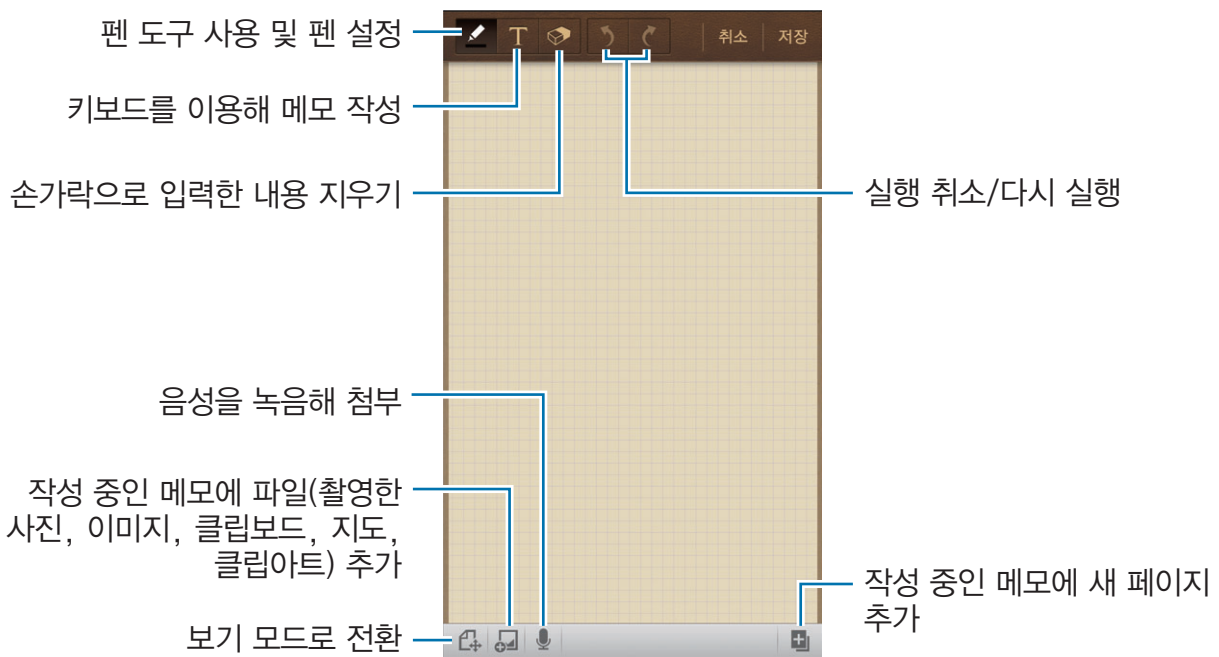 펜 도구 사용 및 펜 설정
T
취소
저장
키보드를 이용해 메모 작성
손가락으로 입력한 내용 지우기
실행 취소/다시 실행
음성을 녹음해 첨부
작성 중인 메모에 파일(촬영한
사진, 이미지, 클립보드, 지도,
클립아트) 추가
작성 중인 메모에 새 페이지
추가
보기 모드로 전환